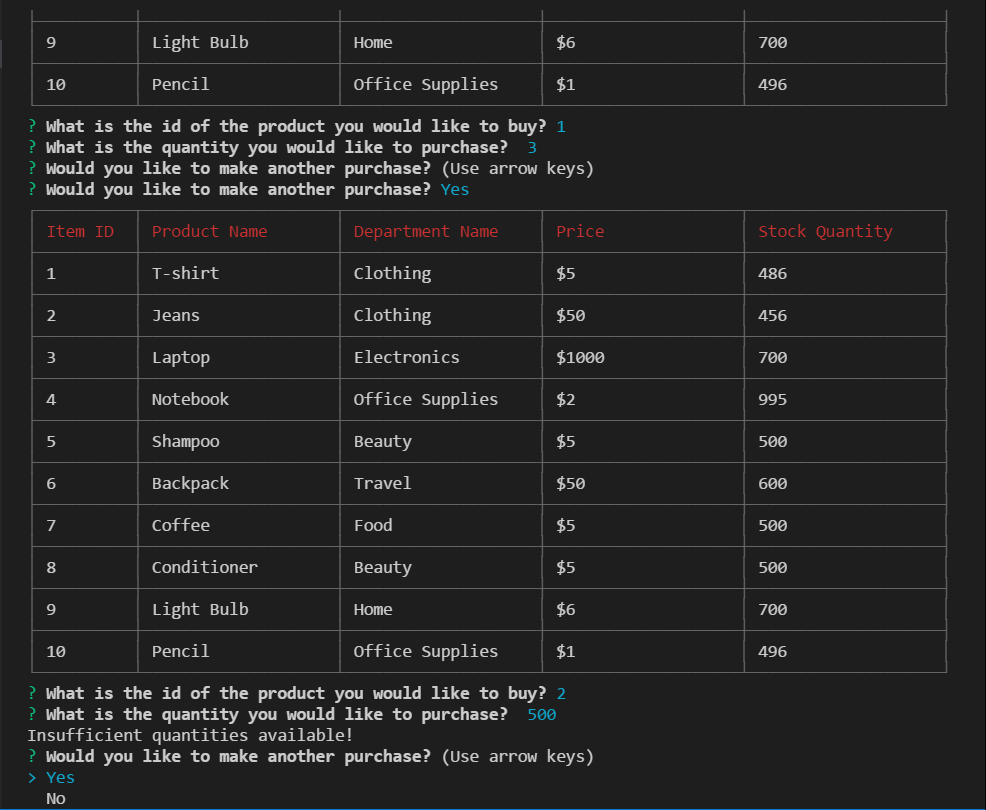 9 Light Bulb Home $6 700
10 Pencil Office Supplies $1 496
? What is the id of the product you would like to buy? 1
? What is the quantity you would like to purchase?  3
? Would you like to make another purchase? (Use arrow keys)
? Would you like to make another purchase? Yes
Item ID Product Name Department Name Price Stock Quantity
1 T-shirt Clothing $5 486
2 Jeans Clothing $50 456
3 Laptop Electronics $1000 700
4 Notebook Office Supplies $2 995
5 Shampoo Beauty $5 500
6 Backpack Travel $50 600
7 Coffee Food $5 500
8 Conditioner Beauty $5 500
9 Light Bulb Home $6 700
10 Pencil Office Supplies $1 496
? What is the id of the product you would like to buy? 2
? What is the quantity you would like to purchase?  500
Insufficient quantities available!
? Would you like to make another purchase? (Use arrow keys)
> Yes
No